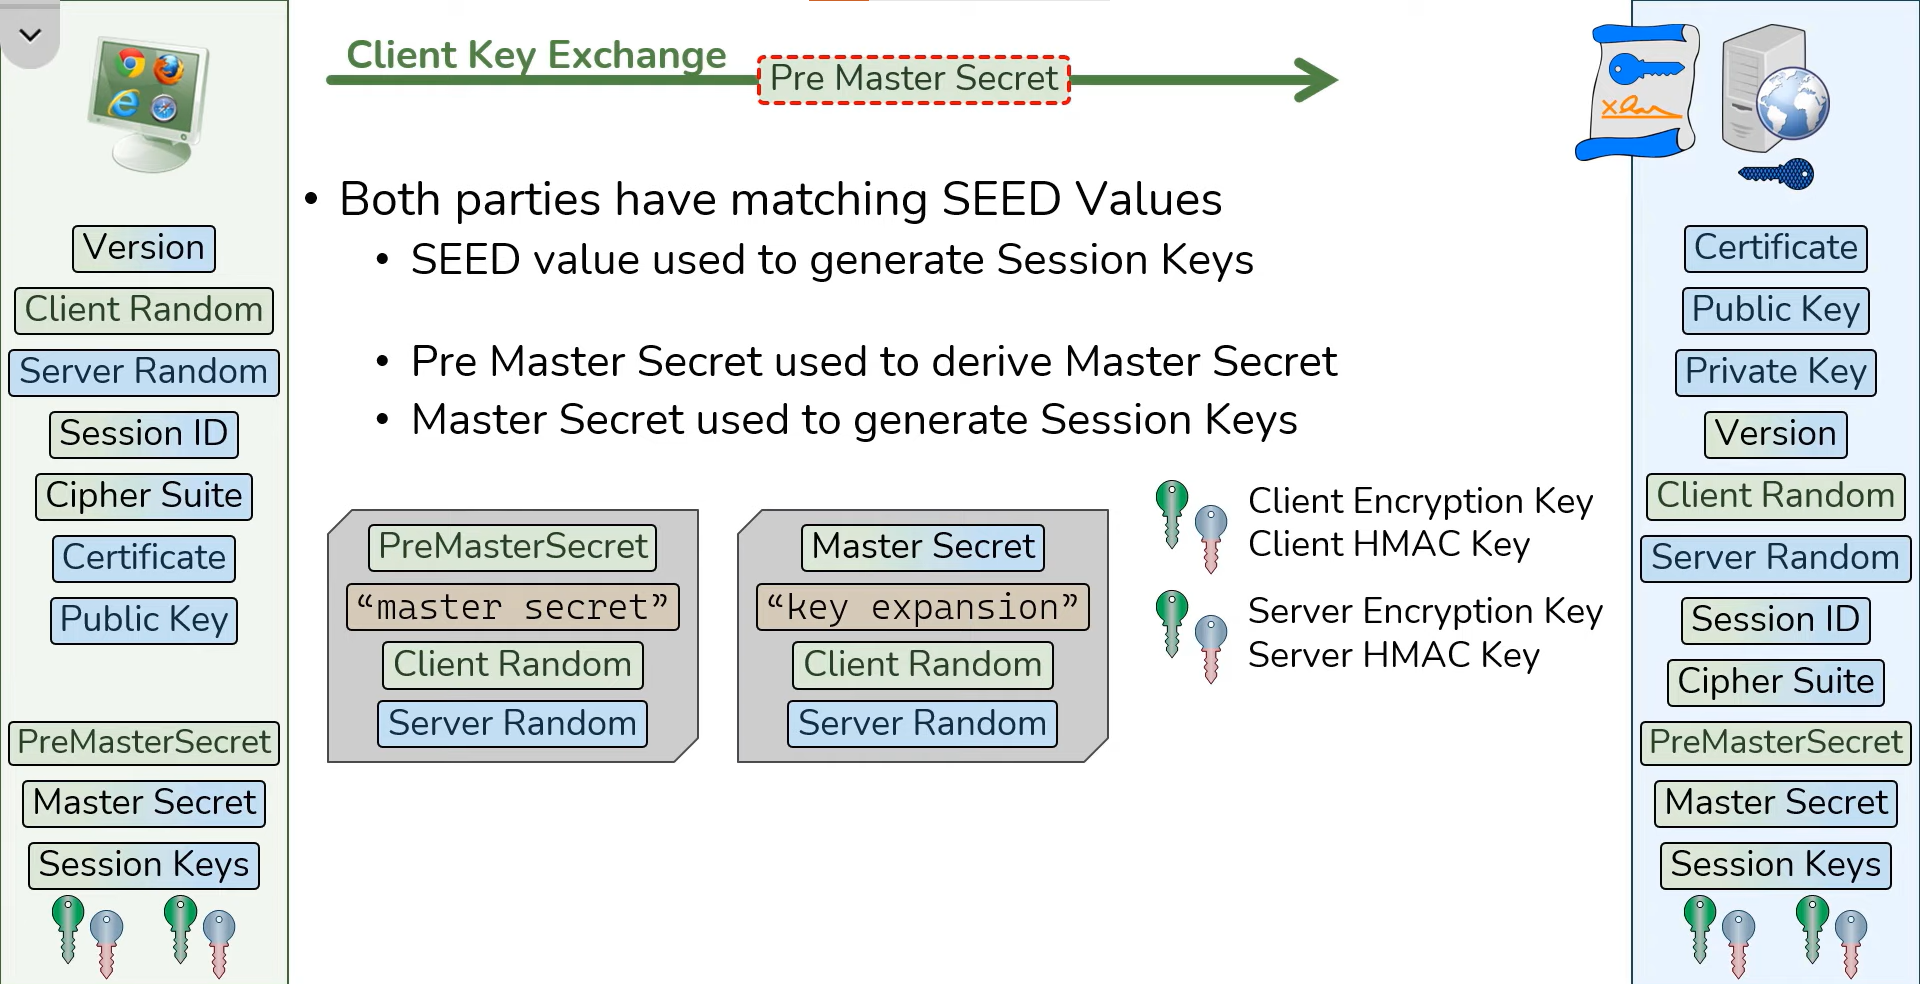 Client Key Exchange
Pre Master Secret
• Both parties have matching SEED Values
• SEED value used to generate Session Keys
• Pre Master Secret used to derive Master Secret
• Master Secret used to generate Session Keys
PreMasterSecret
“master secret”
Client Random
Server Random
Master Secret
“key expansion”
Client Random
Server Random
Client Encryption Key
Client HMAC Key
Server Encryption Key
Server HMAC Key
Version
Client Random
Server Random
Session ID
Cipher Suite
Certificate
Public Key
PreMasterSecret
Master Secret
Session Keys
Certificate
Public Key
Private Key
Version
Client Random
Server Random
Session ID
Cipher Suite
PreMasterSecret
Master Secret
Session Keys